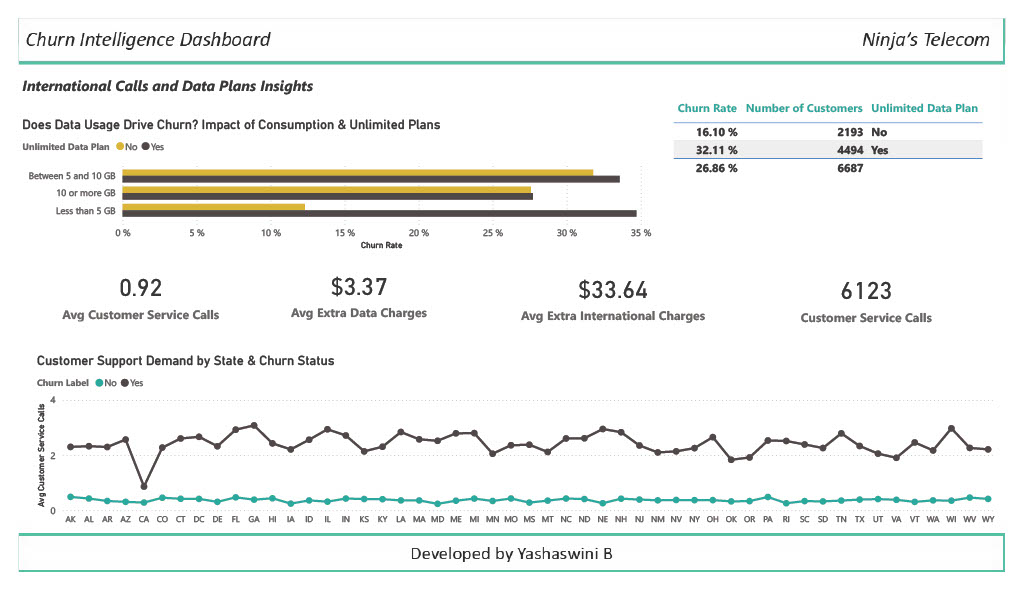 Churn Intelligence Dashboard Ninja's Telecom
International Calls and Data Plans Insights
Churn Rate Number of Customers Unlimited Data Plan
16.10 % 2193 No
32.11 % 4494 Yes
26.86 % 6687
Does Data Usage Drive Churn? Impact of Consumption & Unlimited Plans
Unlimited Data Plan No Yes
Between 5 and 10 GB
10 or more GB
Less than 5 GB
0 % 5 % 10 % 15 % 20 % 25 % 30 % 35 %
Churn Rate
0.92 $3.37 $33.64 6123
Avg Customer Service Calls Avg Extra Data Charges Avg Extra International Charges Customer Service Calls
Customer Support Demand by State & Churn Status
Churn Label No Yes
Avg Customer Service Calls
4
2
0
AK AL AR AZ CA CO CT DC DE FL GA HI IA ID IL IN KS KY LA MA MD ME MI MN MO MS MT NC ND NE NH NJ NM NV NY OH OK OR PA RI SC SD TN TX UT VA VT WA WI WV WY
Developed by Yashaswini B